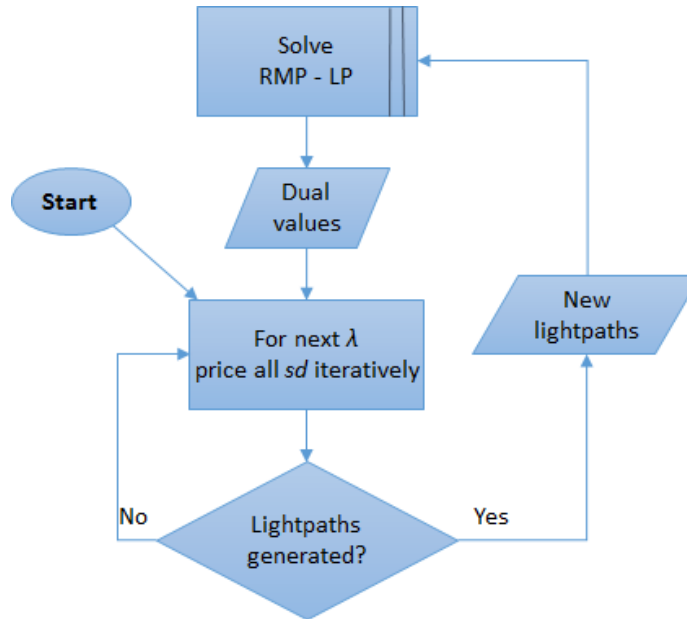 Solve
RMP - LP
Dual
values
Start
New
lightpaths
For next λ
price all sd iteratively
No
Lightpaths
generated?
Yes